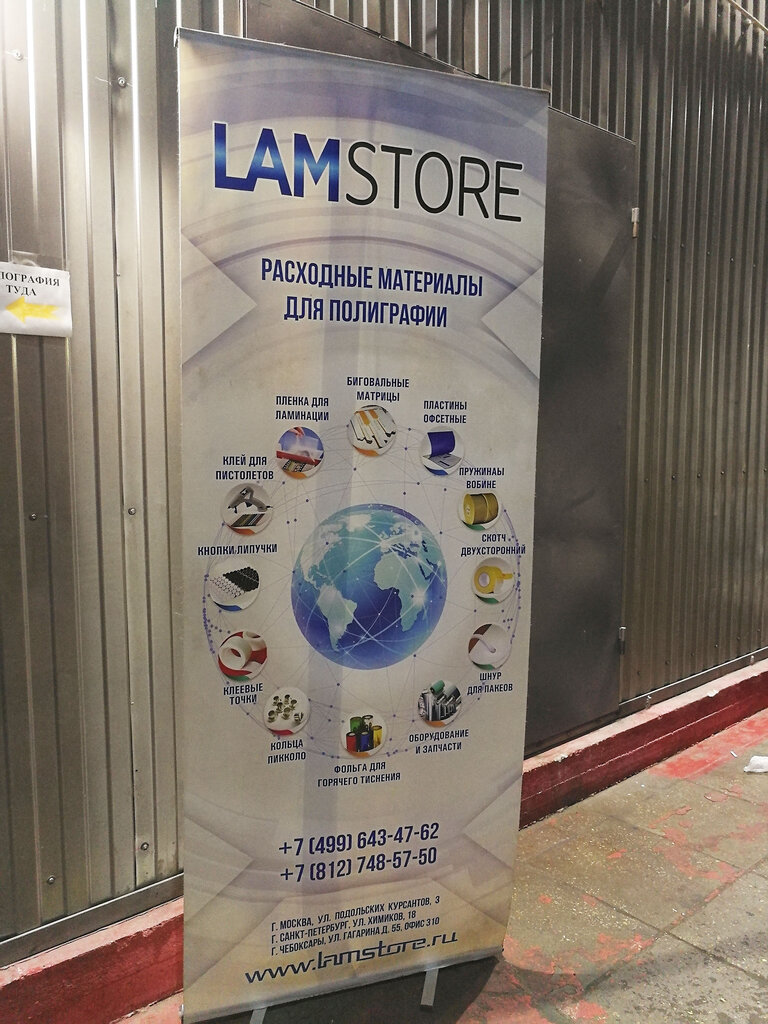 LAMSTORE
РАСХОДНЫЕ МАТЕРИАЛЫ
ДЛЯ ПОЛИГРАФИИ
ПОГРАФИЯ
ТУДА
БИГОВАЛЬНЫЕ
МАТРИЦЫ
ПЛЕНКА ДЛЯ
ЛАМИНАЦИИ
ПЛАСТИНЫ
ОФСЕТНЫЕ
КЛЕЙ ДЛЯ
ПИСТОЛЕТОВ
ПРУЖИНАЫ
ВОБИНЕ
КНОПКИ/ЛИПУЧКИ
СКОТЧ
ДВУХСТОРОННИЙ
КЛЕЕВЫЕ
ТОЧКИ
ШНУР
ДЛЯ ПАКЕОВ
КОЛЬЦА
ПИККОЛО
ФОЛЬГА ДЛЯ
ГОРЯЧЕГО ТИСНЕНИЯ
ОБОРУДОВАНИЕ
И ЗАПЧАСТИ
+7 (499) 643-47-62
+7 (812) 748-57-50
Г. МОСКВА, УЛ. ПОДОЛЬСКИХ КУРСАНТОВ, 3
Г. САНКТ-ПЕТЕРБУРГ, УЛ. ХИМИКОВ, 18
Г. ЧЕБОКСАРЫ, УЛ. ГАГАРИНА Д. 55, ОФИС 310
www.lamstore.ru